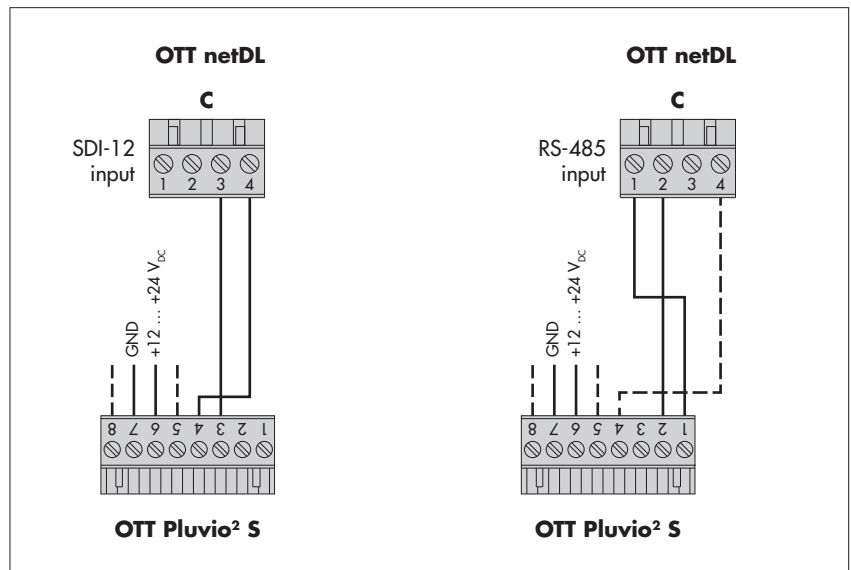 OTT netDL
C
SDI-12
input
1 2 3 4
GND
+12 ... +24 VDC
8 7 6 5 4 3 2 1
OTT Pluvio² S
OTT netDL
C
RS-485
input
1 2 3 4
GND
+12 ... +24 VDC
8 7 6 5 4 3 2 1
OTT Pluvio² S